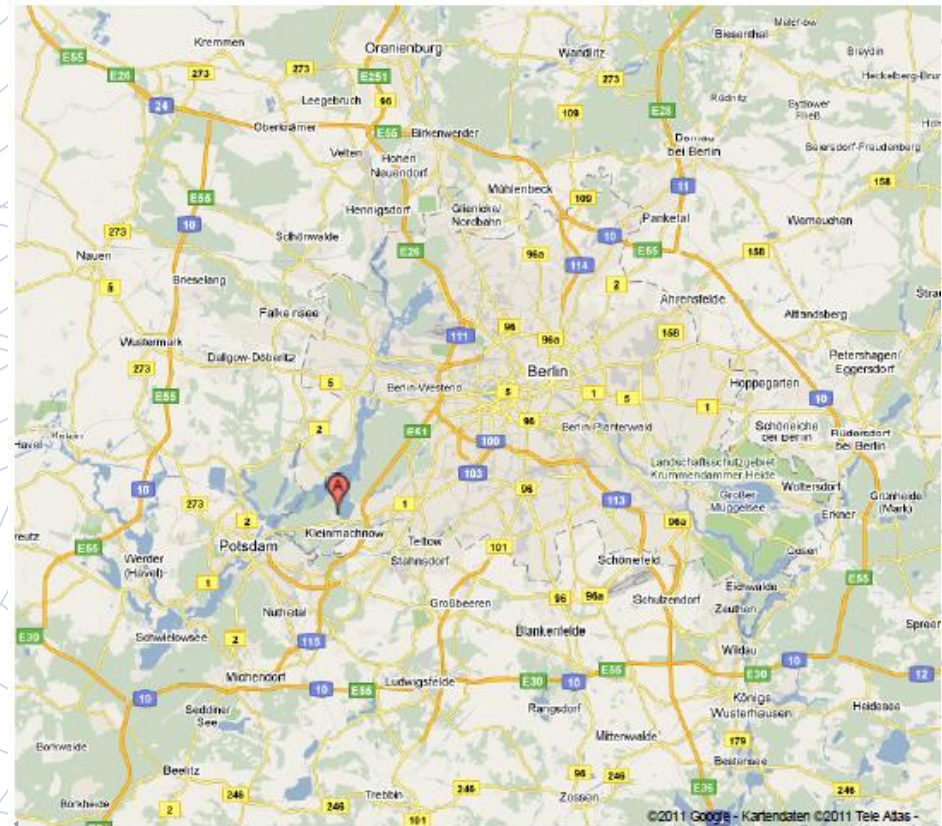 Malchow
Kremmen
Oranienburg
Wandlitz
Biesenthal
Breydin
E55
E26
273
273
E251
273
Heckelberg-Brun
24
Leegebruch
96
109
E28
Rüdnitz
Sydower
Fließ
Oberkrämer
E55
Birkenwerder
bei Berlin
Beiersdorf-Freudenberg
Velten
Hohen
Neuendorf
Mühlenbeck
11
158
E55
Hennigsdorf
Glienicke/
Nordbahn
109
Panketal
Werneuchen
10
273
Schönwalde
10
E55
158
Nauen
E26
96a
114
5
Brieselang
2
Ahrensfelde
Altlandsberg
Falkensee
Wustermark
111
96
96a
158
Petershagen/
Eggersdorf
273
Dallgow-Döberitz
Berlin
5
Berlin-Westend
5
1
5
Hoppegarten
E55
1
10
2
E51
96
Berlin-Plänterwald
Schöneiche
bei Berlin
Rüdersdorf
bei Berlin
100
Ketzin
Havel
10
103
Landschaftsschutzgebiet
Krummendammer Heide
Woltersdorf
A
273
1
96
113
Großer
Müggelsee
Grünheide
(Mark)
2
Kleinmachnow
96a
Erkner
reutz
E55
Potsdam
Teltow
101
Werder
(Havel)
Stahnsdorf
Schönefeld
Gosen
1
Eichwalde
E55
Nuthetal
Großbeeren
96
96a
Schulzendorf
Zeuthen
E30
Schwielowsee
2
115
Blankenfelde
Wildau
Spreen
10
Michendorf
10
E55
Ludwigsfelde
E30
10
E55
E30
10
12
Seddiner
See
Rangsdorf
Königs
Wusterhausen
Heidesee
Borkwalde
Mittenwalde
179
Bestensee
Beelitz
96
246
Borkheide
2
246
246
Trebbin
101
Zossen
E36
246
©2011 Google - Kartendaten ©2011 Tele Atlas -